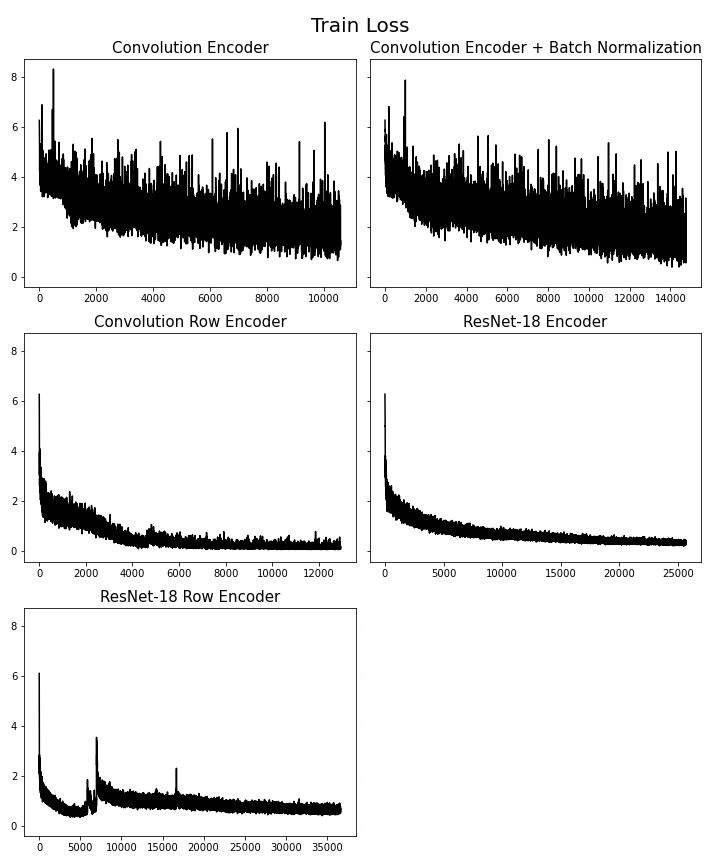 Train Loss
Convolution Encoder
Convolution Encoder + Batch Normalization
8
6
4
2
0
0 2000 4000 6000 8000 10000
0 2000 4000 6000 8000 10000 12000 14000
Convolution Row Encoder
ResNet-18 Encoder
8
6
4
2
0
0 2000 4000 6000 8000 10000 12000
0 5000 10000 15000 20000 25000
ResNet-18 Row Encoder
8
6
4
2
0
0 5000 10000 15000 20000 25000 30000 35000